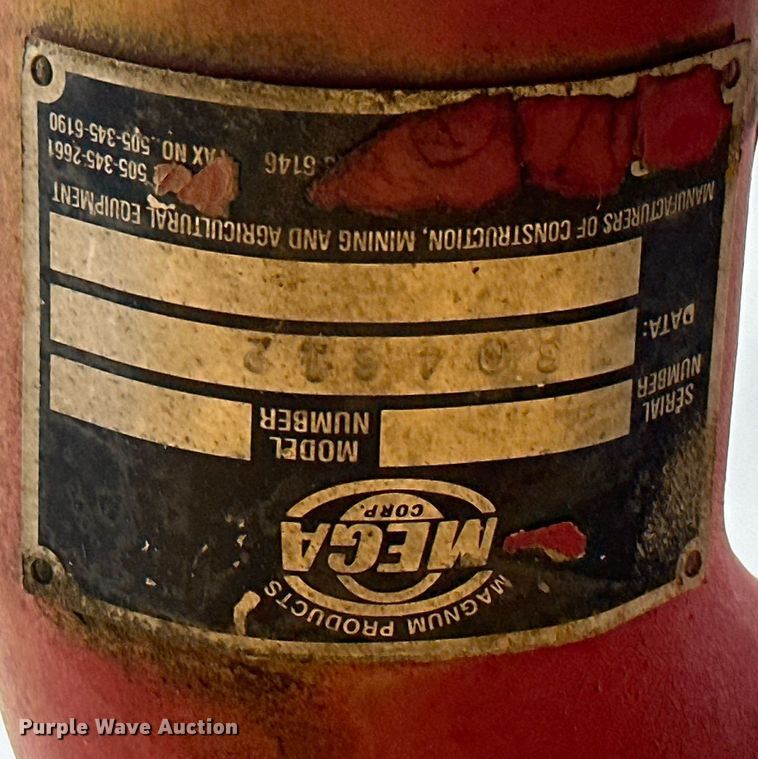 MAGNUM PRODUCTS
MEGA
CORP.
MODEL NUMBER
SERIAL NUMBER
DATA:
MANUFACTURERS OF CONSTRUCTION, MINING AND AGRICULTURAL EQUIPMENT
6146
505-345-2661
FAX NO. 505-345-6190
Purple Wave Auction